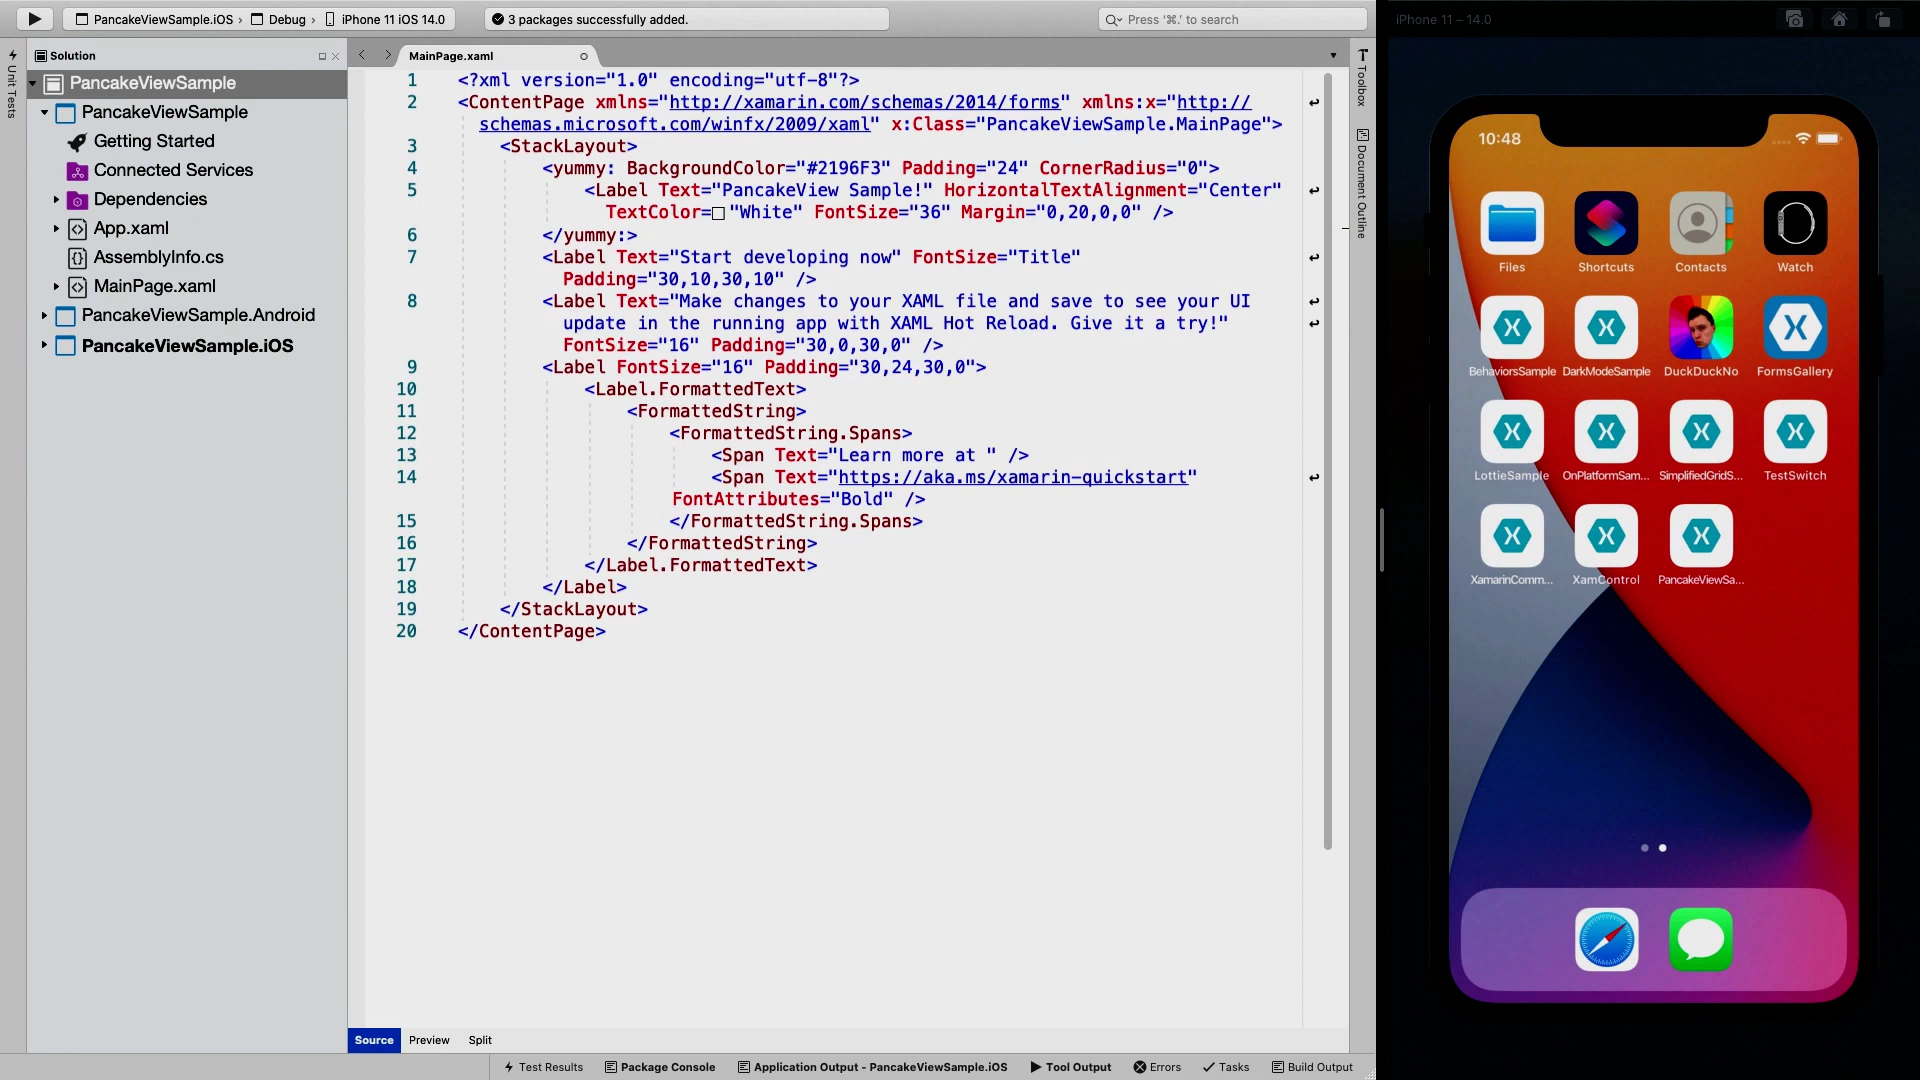 PancakeViewSample.iOS › Debug › iPhone 11 iOS 14.0
3 packages successfully added.
Press ‘⌘.’ to search
iPhone 11 – 14.0
Unit Tests
Solution
PancakeViewSample
PancakeViewSample
Getting Started
Connected Services
Dependencies
App.xaml
AssemblyInfo.cs
MainPage.xaml
PancakeViewSample.Android
PancakeViewSample.iOS
MainPage.xaml
1 <?xml version="1.0" encoding="utf-8"?>
2 <ContentPage xmlns="http://xamarin.com/schemas/2014/forms" xmlns:x="http://
schemas.microsoft.com/winfx/2009/xaml" x:Class="PancakeViewSample.MainPage">
3 <StackLayout>
4 <yummy: BackgroundColor="#2196F3" Padding="24" CornerRadius="0">
5 <Label Text="PancakeView Sample!" HorizontalTextAlignment="Center"
TextColor="White" FontSize="36" Margin="0,20,0,0" />
6 </yummy:>
7 <Label Text="Start developing now" FontSize="Title"
Padding="30,10,30,10" />
8 <Label Text="Make changes to your XAML file and save to see your UI
update in the running app with XAML Hot Reload. Give it a try!"
FontSize="16" Padding="30,0,30,0" />
9 <Label FontSize="16" Padding="30,24,30,0">
10 <Label.FormattedText>
11 <FormattedString>
12 <FormattedString.Spans>
13 <Span Text="Learn more at " />
14 <Span Text="https://aka.ms/xamarin-quickstart"
FontAttributes="Bold" />
15 </FormattedString.Spans>
16 </FormattedString>
17 </Label.FormattedText>
18 </Label>
19 </StackLayout>
20 </ContentPage>
Source Preview Split
Test Results Package Console Application Output - PancakeViewSample.iOS Tool Output Errors Tasks Build Output
Toolbox
Document Outline
10:48
Files Shortcuts Contacts Watch
BehaviorsSample DarkModeSample DuckDuckNo FormsGallery
LottieSample OnPlatformSam... SimplifiedGridS... TestSwitch
XamarinComm... XamControl PancakeViewSa...